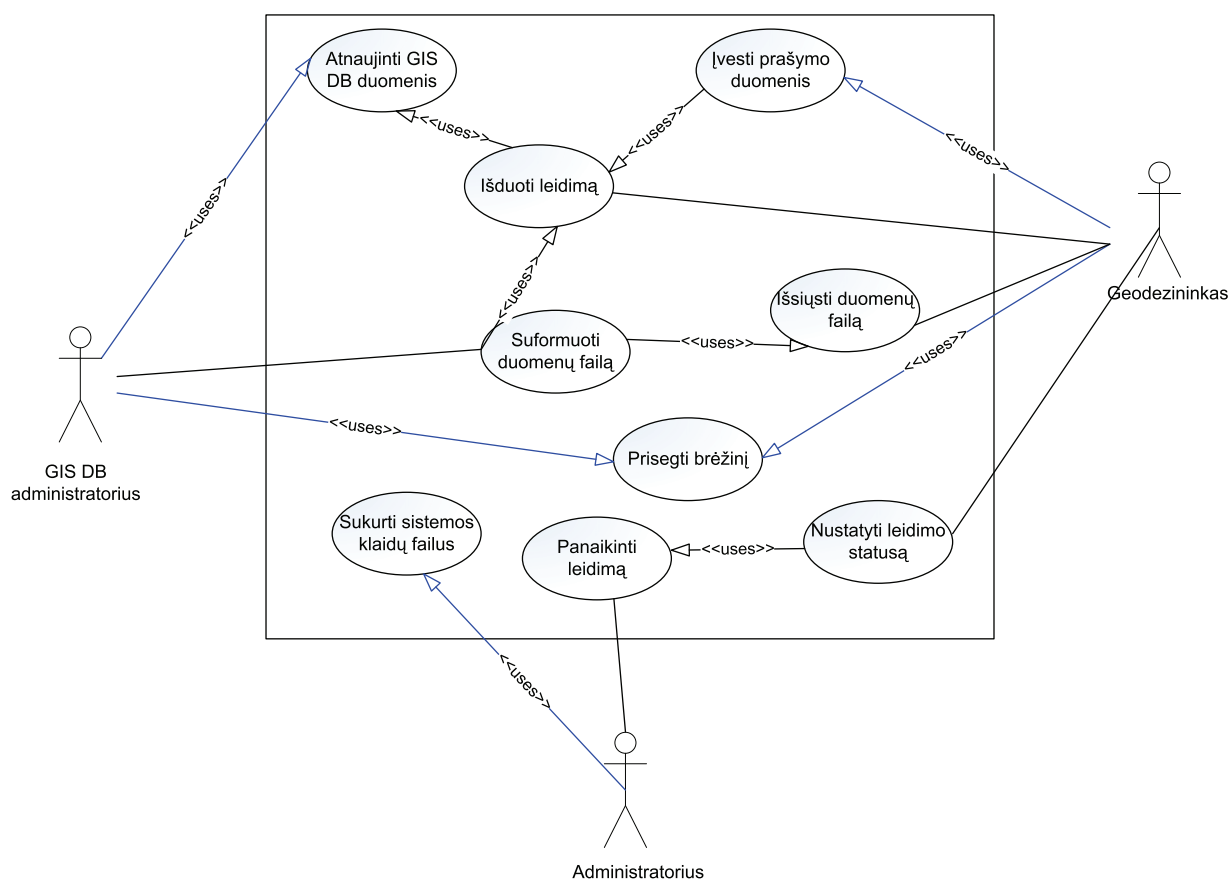 Atnaujinti GIS
DB duomenis
Įvesti prašymo
duomenis
<<uses>>
<<uses>>
<<uses>>
Išduoti leidimą
<<uses>>
<<uses>>
Geodezininkas
Išsiųsti duomenų
failą
Suformuoti
duomenų failą
<<uses>>
<<uses>>
<<uses>>
Prisegti brėžinį
GIS DB
administratorius
Sukurti sistemos
klaidų failus
Panaikinti
leidimą
<<uses>>
Nustatyti leidimo
statusą
<<uses>>
Administratorius